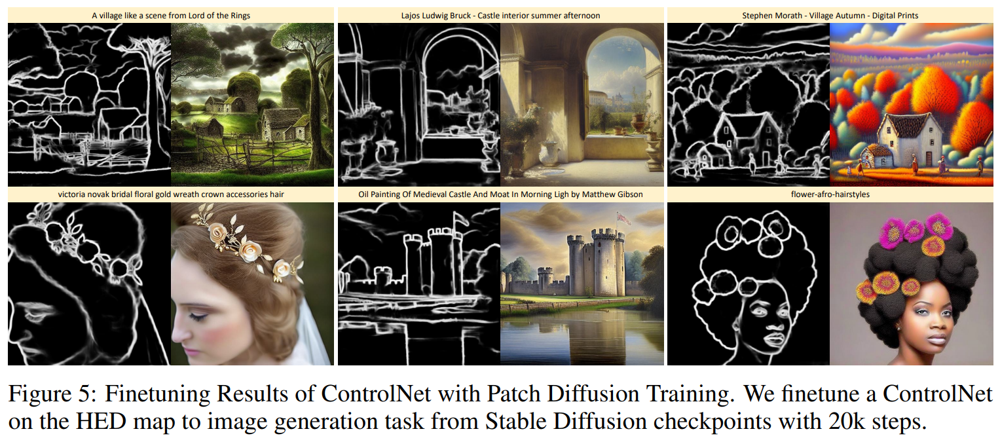 A village like a scene from Lord of the Rings
Lajos Ludwig Bruck - Castle interior summer afternoon
Stephen Morath - Village Autumn - Digital Prints
victoria novak bridal floral gold wreath crown accessories hair
Oil Painting Of Medieval Castle And Moat In Morning Ligh by Matthew Gibson
flower-afro-hairstyles
Figure 5: Finetuning Results of ControlNet with Patch Diffusion Training. We finetune a ControlNet
on the HED map to image generation task from Stable Diffusion checkpoints with 20k steps.